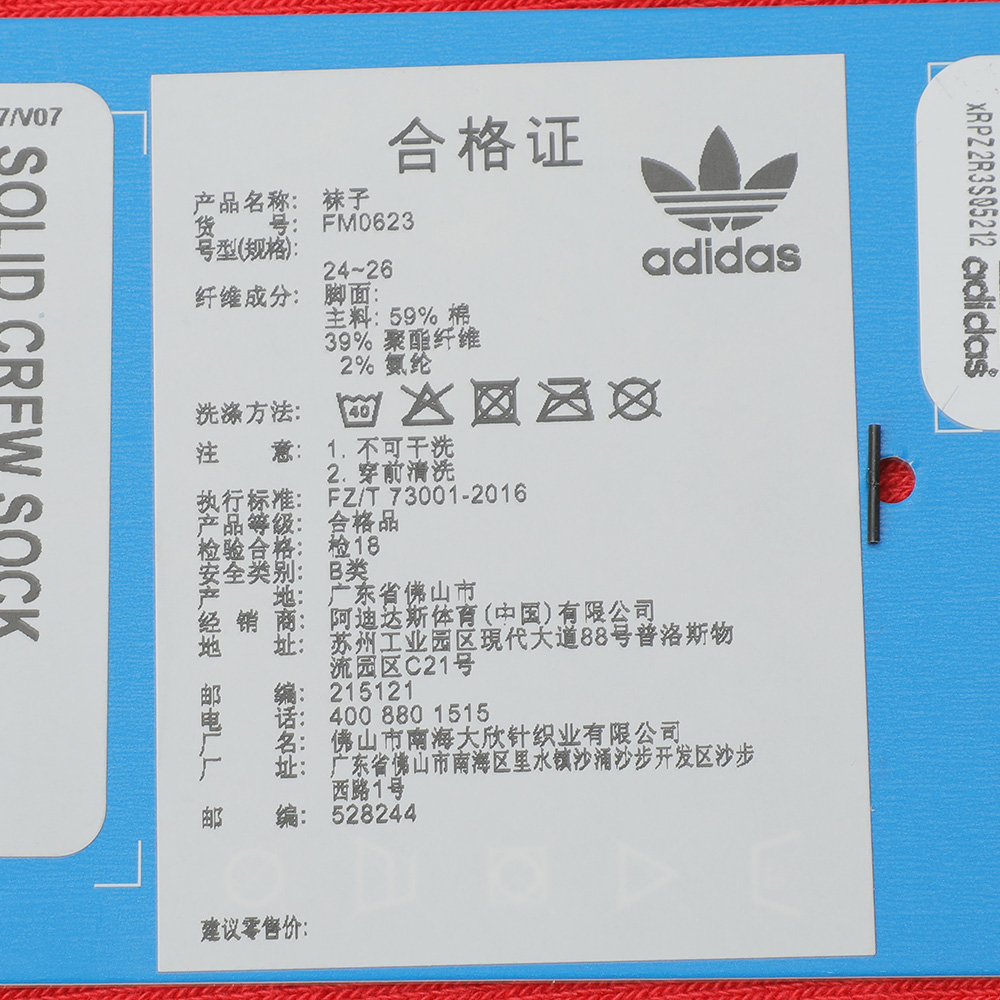 7/V07
SOLID CREW SOCK
合格证
adidas
产品名称: 袜子
货 号: FM0623
号型(规格):
24~26
纤维成分: 脚面:
主料: 59% 棉
39% 聚酯纤维
2% 氨纶
洗涤方法: 40
注 意: 1. 不可干洗
2. 穿前清洗
执行标准: FZ/T 73001-2016
产品等级: 合格品
检验合格: 检18
安全类别: B类
产 地: 广东省佛山市
经 销 商: 阿迪达斯体育(中国)有限公司
地 址: 苏州工业园区現代大道88号普洛斯物
流园区C21号
邮 编: 215121
电 话: 400 880 1515
厂 名: 佛山市南海大欣针织业有限公司
厂 址: 广东省佛山市南海区里水镇沙涌沙步开发区沙步
西路1号
邮 编: 528244
建议零售价:
xRPZ2R3S05212
adidas